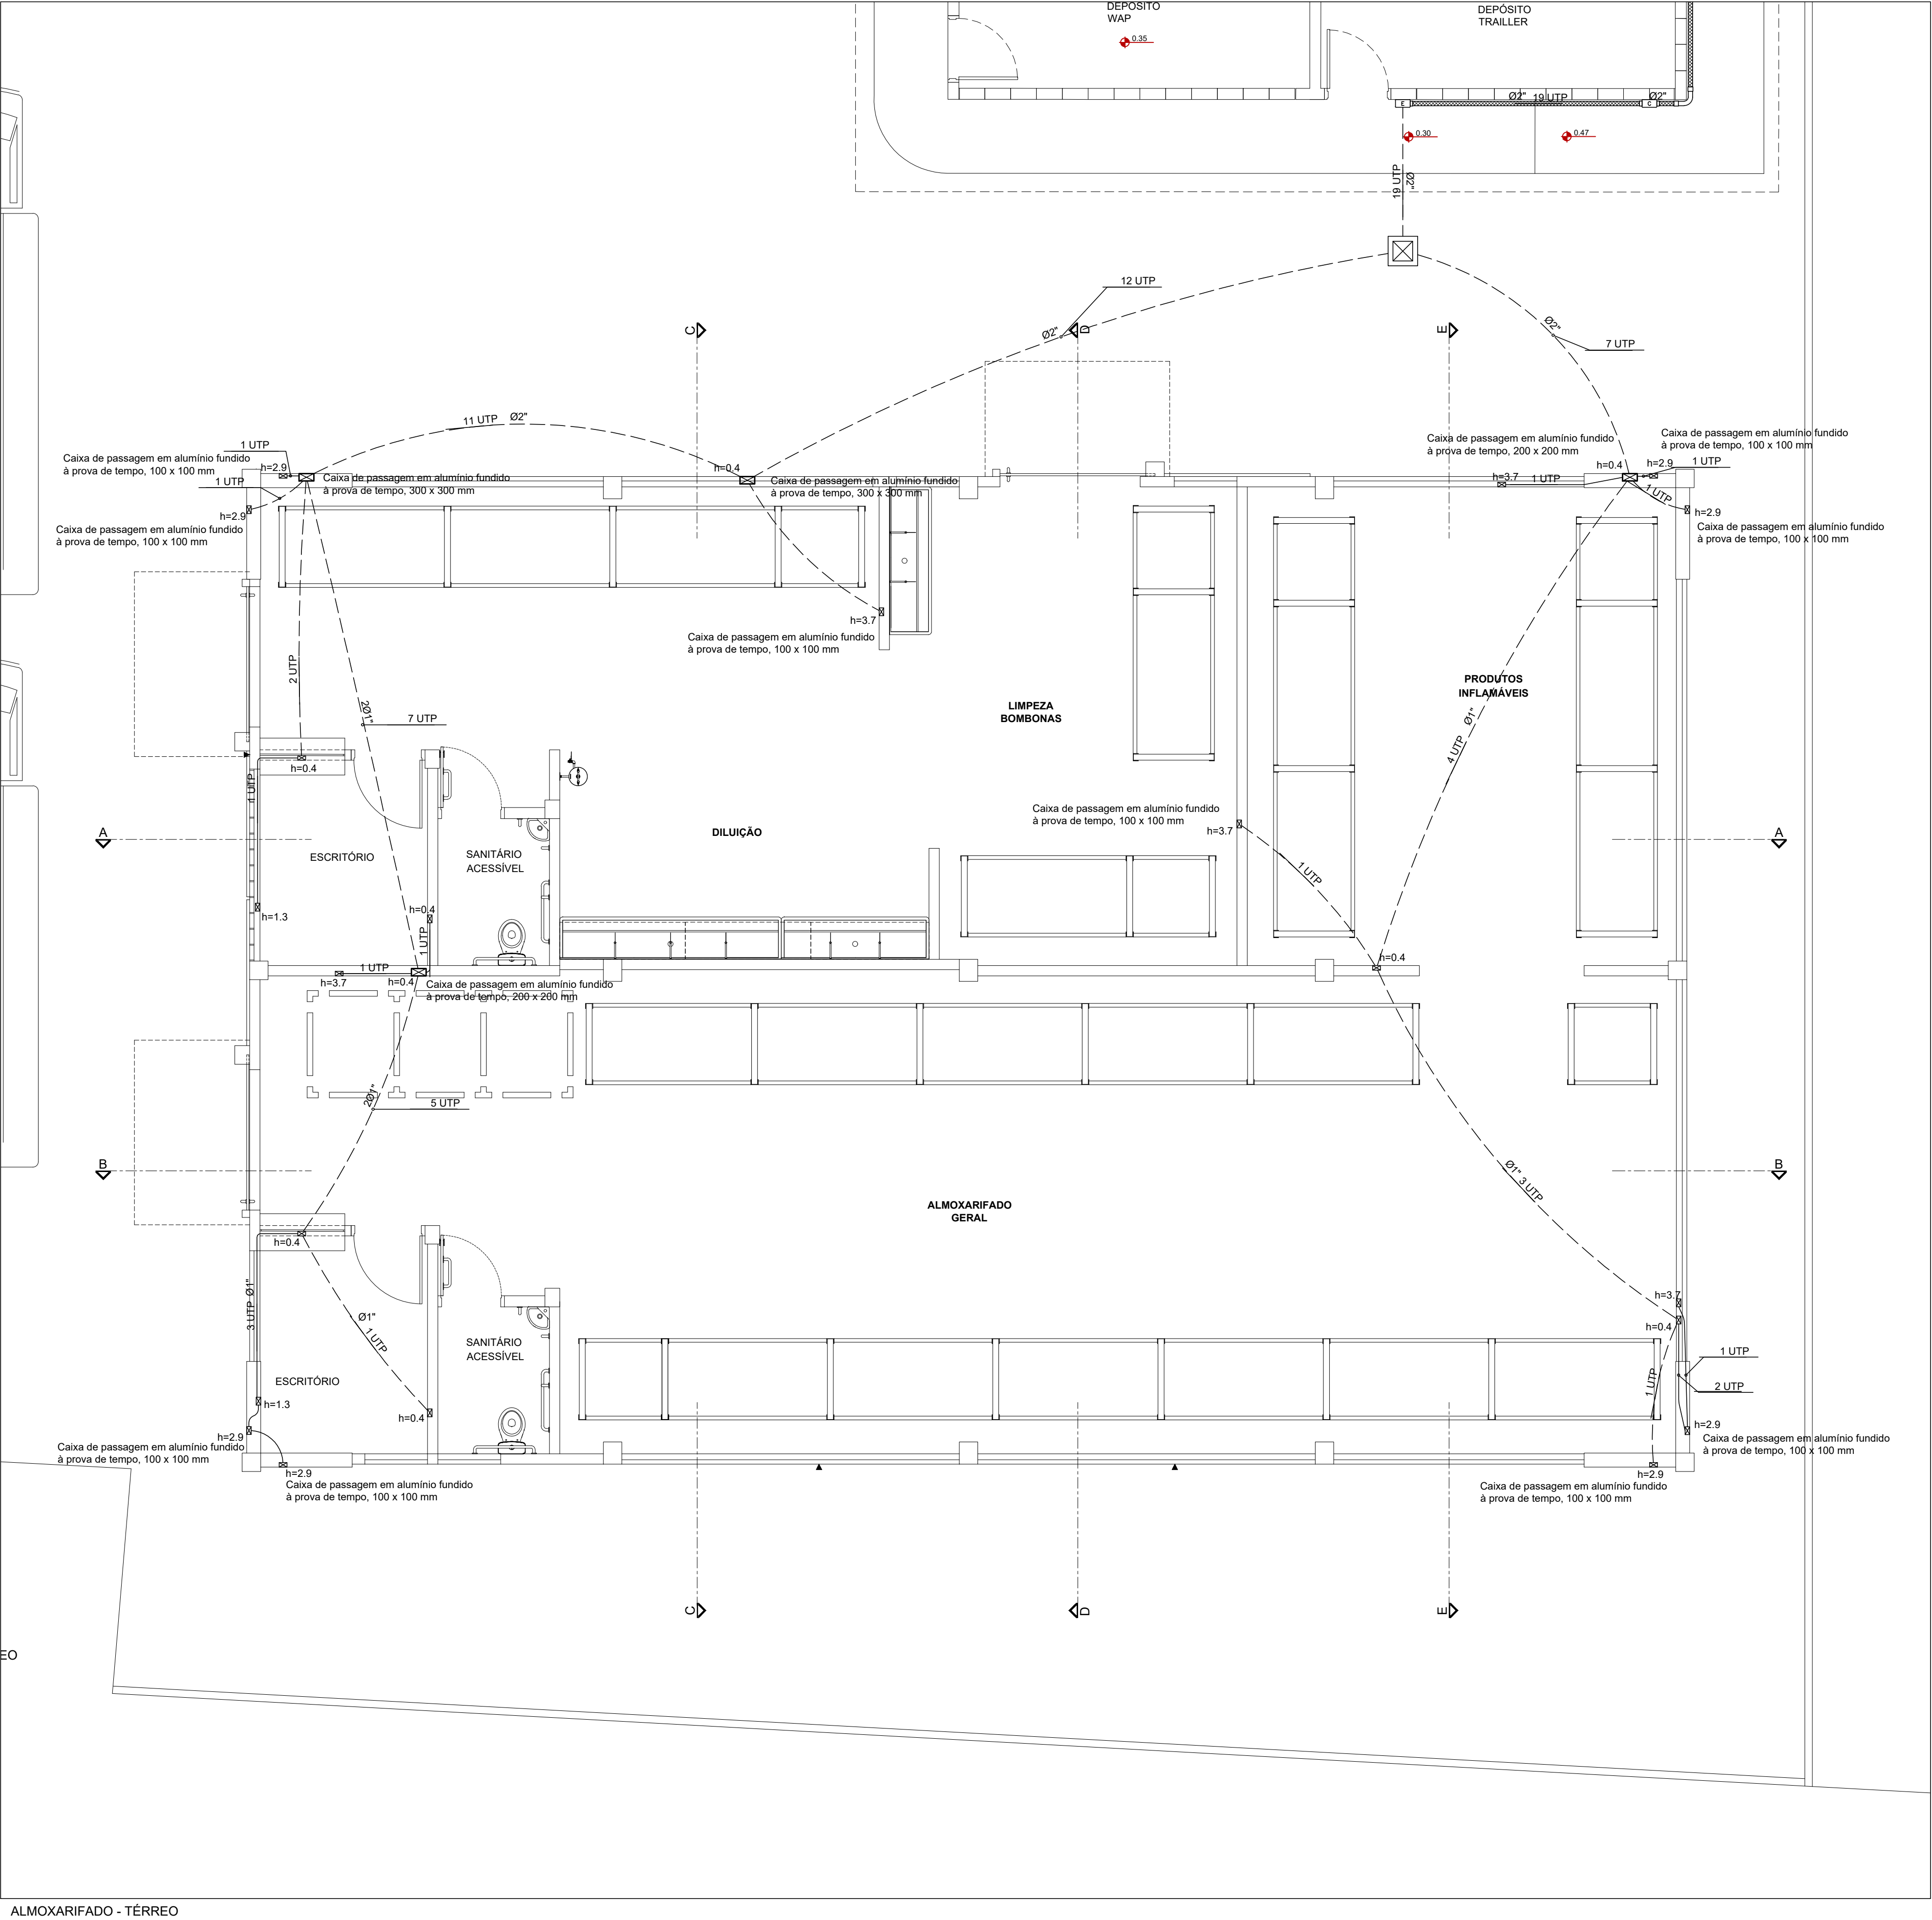 DEPÓSITO
WAP
DEPÓSITO
TRAILLER
0.35
Ø2"
19 UTP
Ø2"
E
C
0.30
0.47
19 UTP
Ø2"
12 UTP
Ø2"
C
D
E
Ø2"
7 UTP
11 UTP
Ø2"
1 UTP
Caixa de passagem em alumínio fundido
à prova de tempo, 100 x 100 mm
h=2.9
1 UTP
Caixa de passagem em alumínio fundido
à prova de tempo, 300 x 300 mm
h=0.4
Caixa de passagem em alumínio fundido
à prova de tempo, 300 x 300 mm
Caixa de passagem em alumínio fundido
à prova de tempo, 200 x 200 mm
Caixa de passagem em alumínio fundido
à prova de tempo, 100 x 100 mm
h=3.7
1 UTP
h=0.4
h=2.9
1 UTP
1 UTP
h=2.9
Caixa de passagem em alumínio fundido
à prova de tempo, 100 x 100 mm
h=2.9
Caixa de passagem em alumínio fundido
à prova de tempo, 100 x 100 mm
h=3.7
Caixa de passagem em alumínio fundido
à prova de tempo, 100 x 100 mm
2 UTP
2Ø1"
7 UTP
LIMPEZA
BOMBONAS
PRODUTOS
INFLAMÁVEIS
Ø1"
4 UTP
h=0.4
1 UTP
Caixa de passagem em alumínio fundido
à prova de tempo, 100 x 100 mm
h=3.7
A
DILUIÇÃO
A
ESCRITÓRIO
SANITÁRIO
ACESSÍVEL
1 UTP
h=1.3
h=0.4
1 UTP
1 UTP
h=3.7
h=0.4
Caixa de passagem em alumínio fundido
à prova de tempo, 200 x 200 mm
h=0.4
2Ø1"
5 UTP
B
Ø1"
3 UTP
B
ALMOXARIFADO
GERAL
h=0.4
3 UTP
Ø1"
Ø1"
1 UTP
SANITÁRIO
ACESSÍVEL
h=3.7
h=0.4
1 UTP
2 UTP
1 UTP
ESCRITÓRIO
h=1.3
h=0.4
h=2.9
Caixa de passagem em alumínio fundido
à prova de tempo, 100 x 100 mm
h=2.9
Caixa de passagem em alumínio fundido
à prova de tempo, 100 x 100 mm
h=2.9
Caixa de passagem em alumínio fundido
à prova de tempo, 100 x 100 mm
h=2.9
Caixa de passagem em alumínio fundido
à prova de tempo, 100 x 100 mm
C
D
E
EO
ALMOXARIFADO - TÉRREO